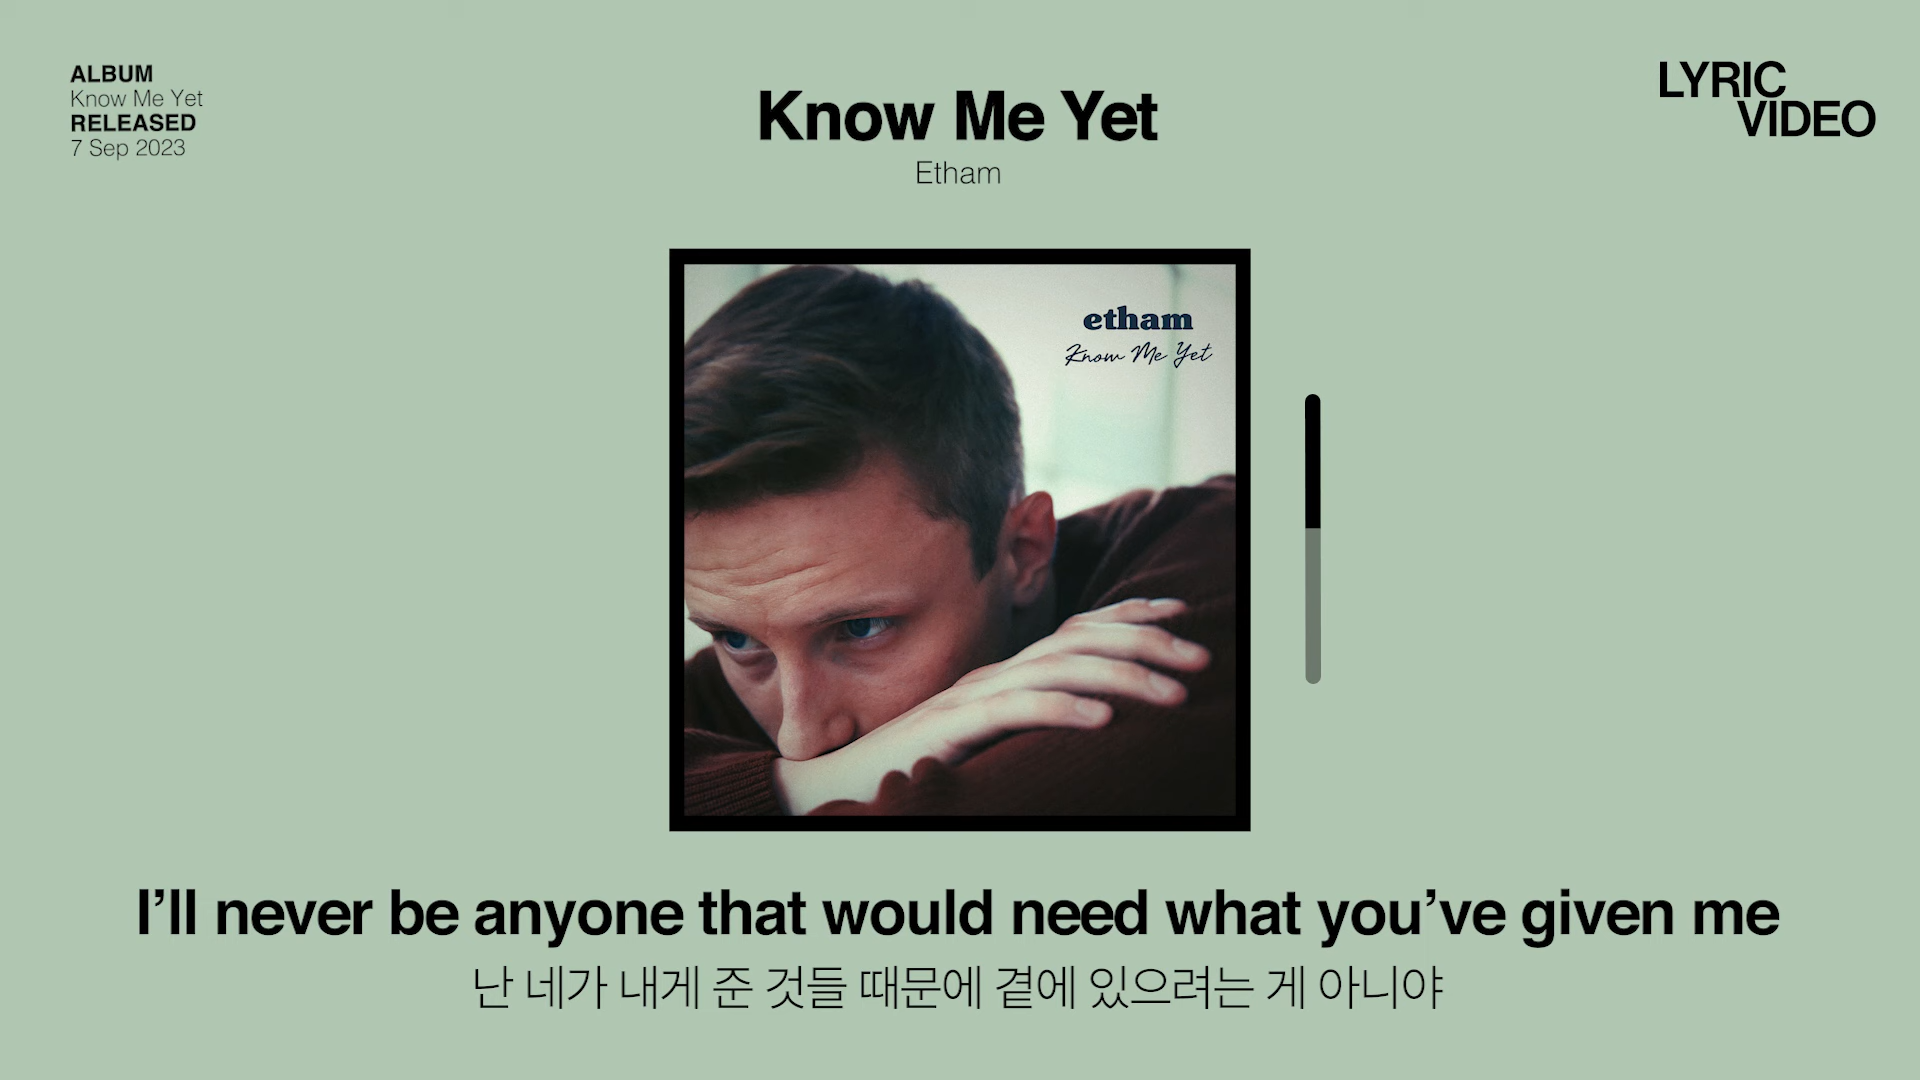 ALBUM
Know Me Yet
RELEASED
7 Sep 2023
Know Me Yet
Etham
LYRIC
VIDEO
etham
Know Me Yet
I’ll never be anyone that would need what you’ve given me
난 네가 내게 준 것들 때문에 곁에 있으려는 게 아니야